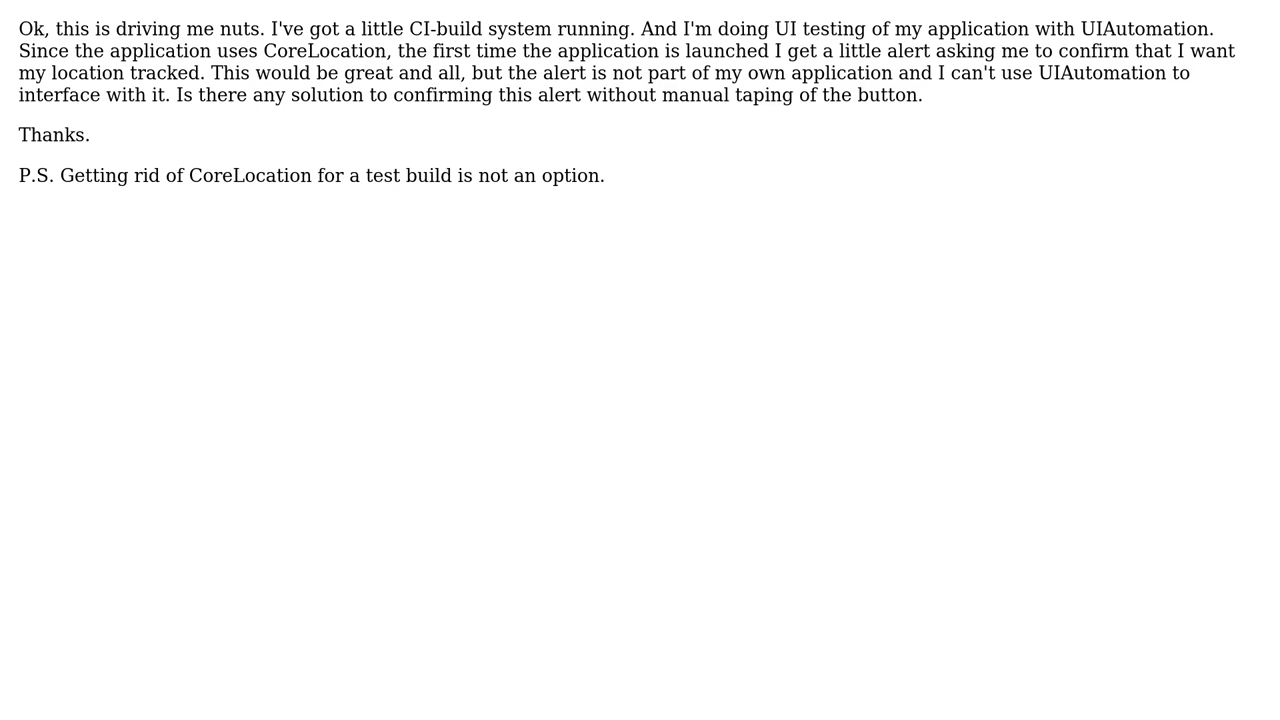 Ok, this is driving me nuts. I've got a little CI-build system running. And I'm doing UI testing of my application with UIAutomation.
Since the application uses CoreLocation, the first time the application is launched I get a little alert asking me to confirm that I want
my location tracked. This would be great and all, but the alert is not part of my own application and I can't use UIAutomation to
interface with it. Is there any solution to confirming this alert without manual taping of the button.
Thanks.
P.S. Getting rid of CoreLocation for a test build is not an option.